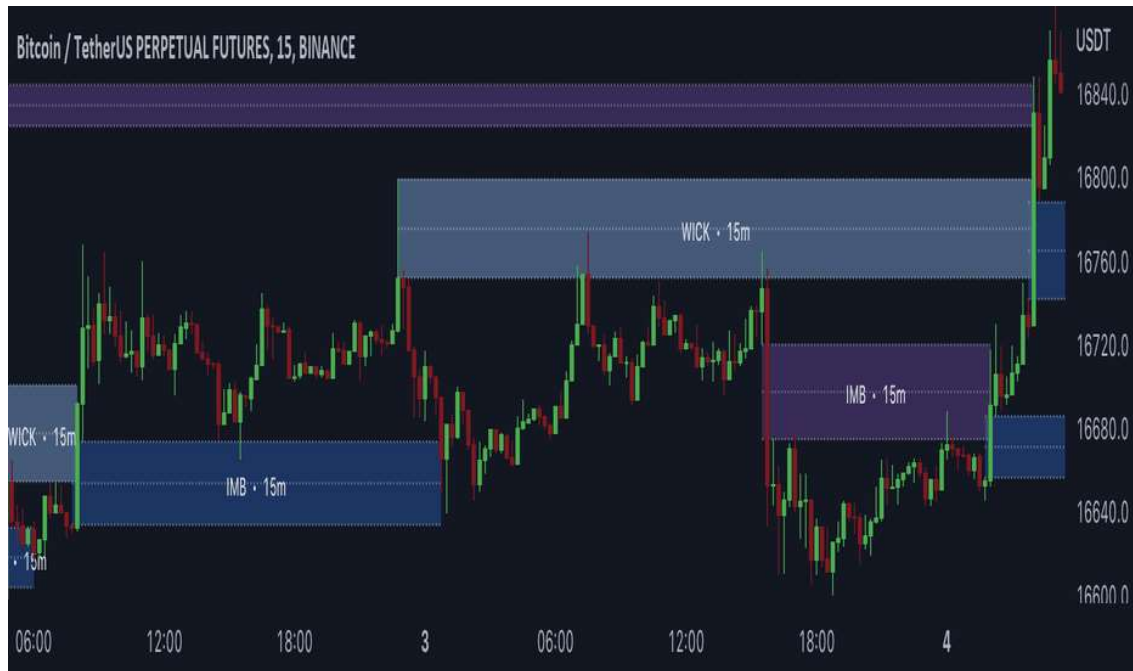 Bitcoin / TetherUS PERPETUAL FUTURES, 15, BINANCE
USDT
16840.0
16800.0
WICK • 15m
16760.0
16720.0
IMB • 15m
WICK • 15m
16680.0
IMB • 15m
16640.0
• 15m
16600.0
06:00 12:00 18:00 3 06:00 12:00 18:00 4